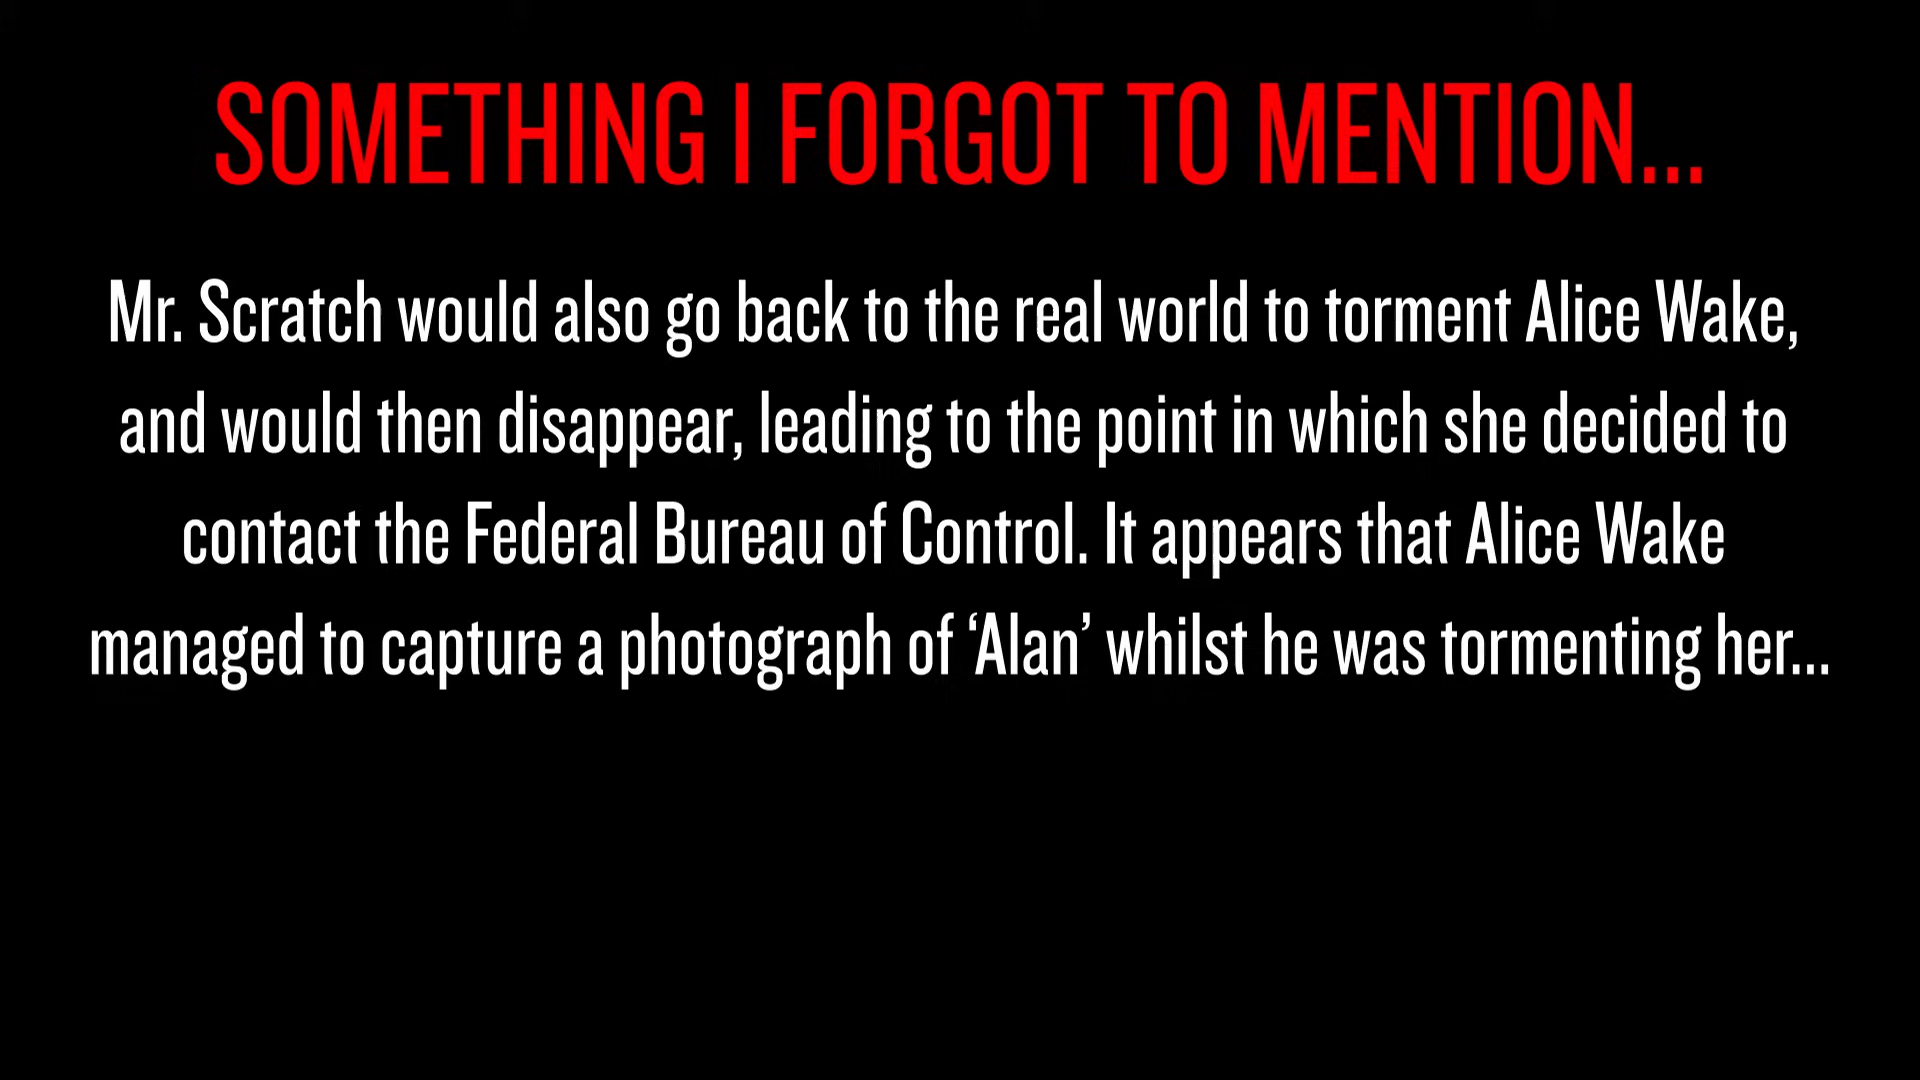 SOMETHING I FORGOT TO MENTION...
Mr. Scratch would also go back to the real world to torment Alice Wake,
and would then disappear, leading to the point in which she decided to
contact the Federal Bureau of Control. It appears that Alice Wake
managed to capture a photograph of ‘Alan’ whilst he was tormenting her...